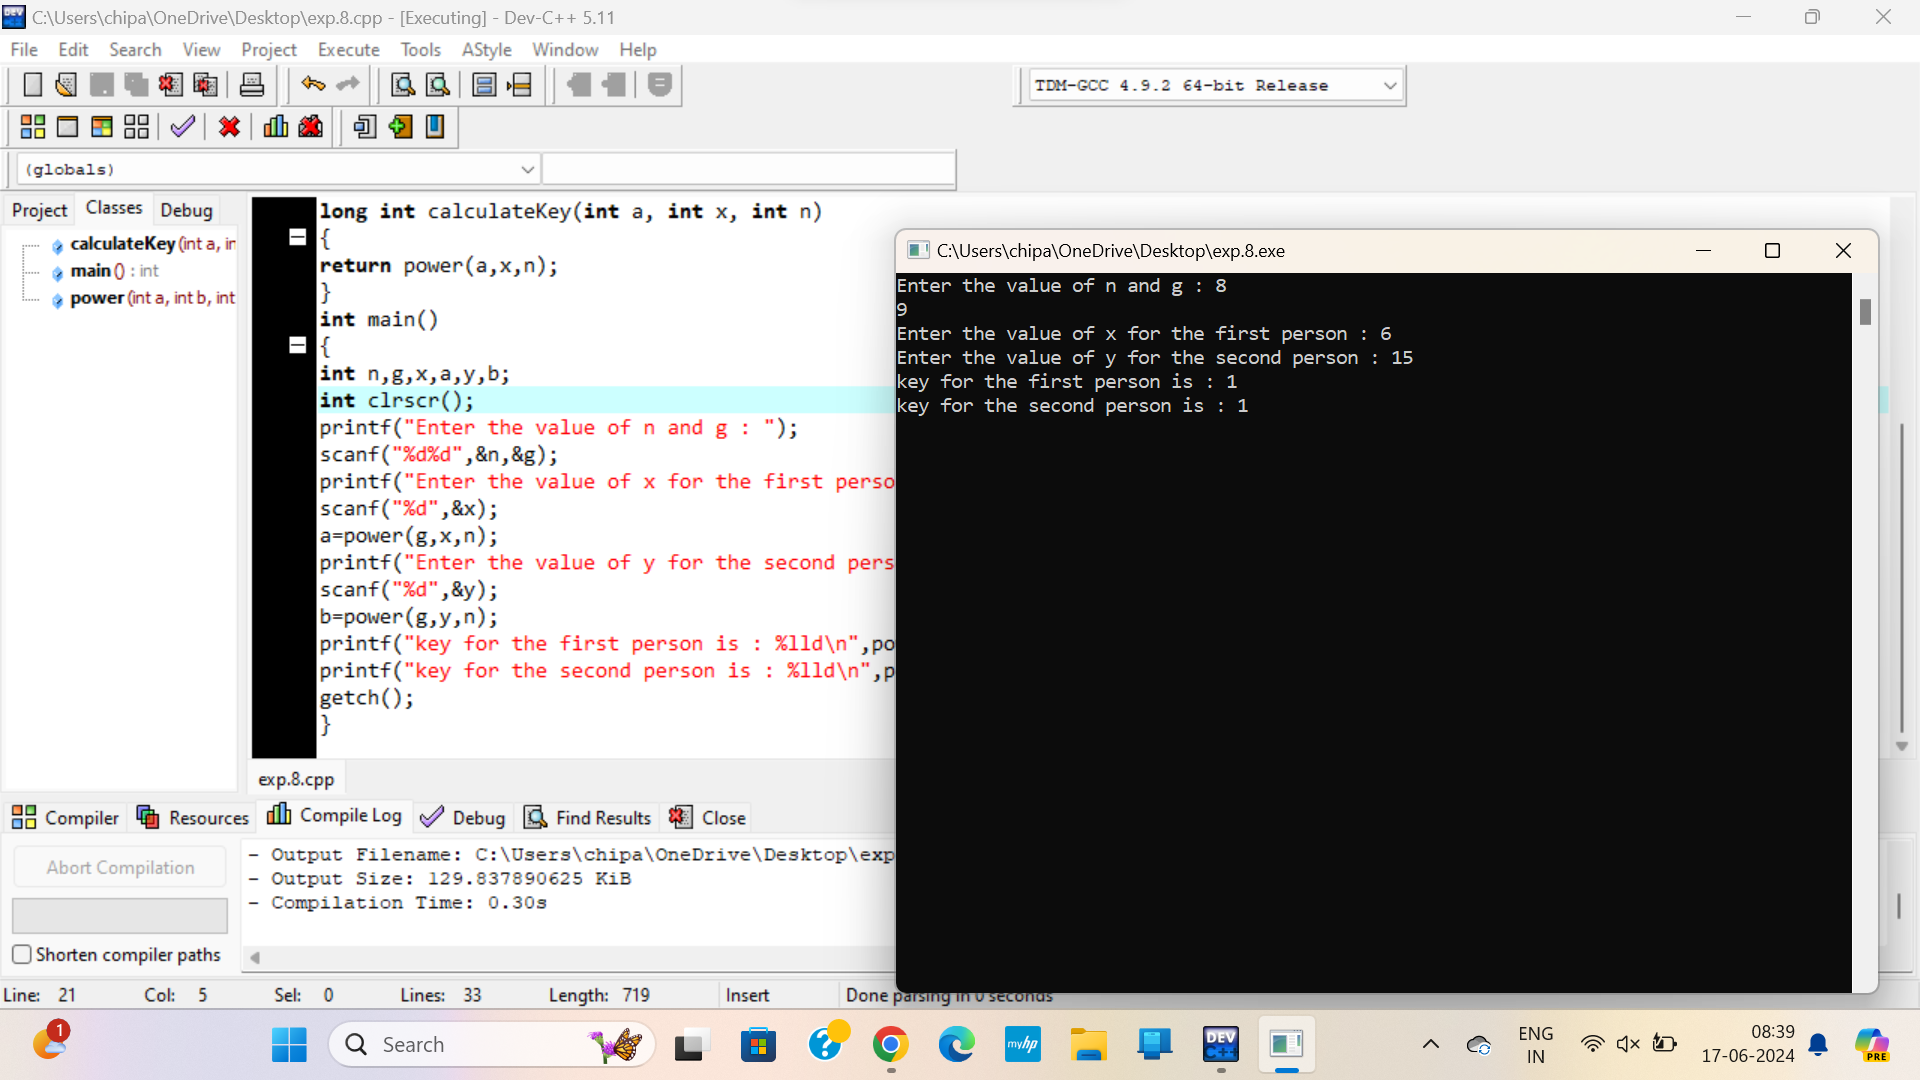 C:\Users\chipa\OneDrive\Desktop\exp.8.cpp - [Executing] - Dev-C++ 5.11
File Edit Search View Project Execute Tools AStyle Window Help
TDM-GCC 4.9.2 64-bit Release
(globals)
Project Classes Debug
calculateKey (int a, in
main () : int
power (int a, int b, int
long int calculateKey(int a, int x, int n)
{
return power(a,x,n);
}
int main()
{
int n,g,x,a,y,b;
int clrscr();
printf("Enter the value of n and g : ");
scanf("%d%d",&n,&g);
printf("Enter the value of x for the first perso
scanf("%d",&x);
a=power(g,x,n);
printf("Enter the value of y for the second pers
scanf("%d",&y);
b=power(g,y,n);
printf("key for the first person is : %lld\n",po
printf("key for the second person is : %lld\n",p
getch();
}
exp.8.cpp
C:\Users\chipa\OneDrive\Desktop\exp.8.exe
Enter the value of n and g : 8
9
Enter the value of x for the first person : 6
Enter the value of y for the second person : 15
key for the first person is : 1
key for the second person is : 1
Compiler Resources Compile Log Debug Find Results Close
Abort Compilation
Shorten compiler paths
- Output Filename: C:\Users\chipa\OneDrive\Desktop\exp
- Output Size: 129.837890625 KiB
- Compilation Time: 0.30s
Line: 21 Col: 5 Sel: 0 Lines: 33 Length: 719 Insert Done parsing in 0 seconds
1
Search
myhp
DEV
C++
ENG
IN
08:39
17-06-2024
PRE